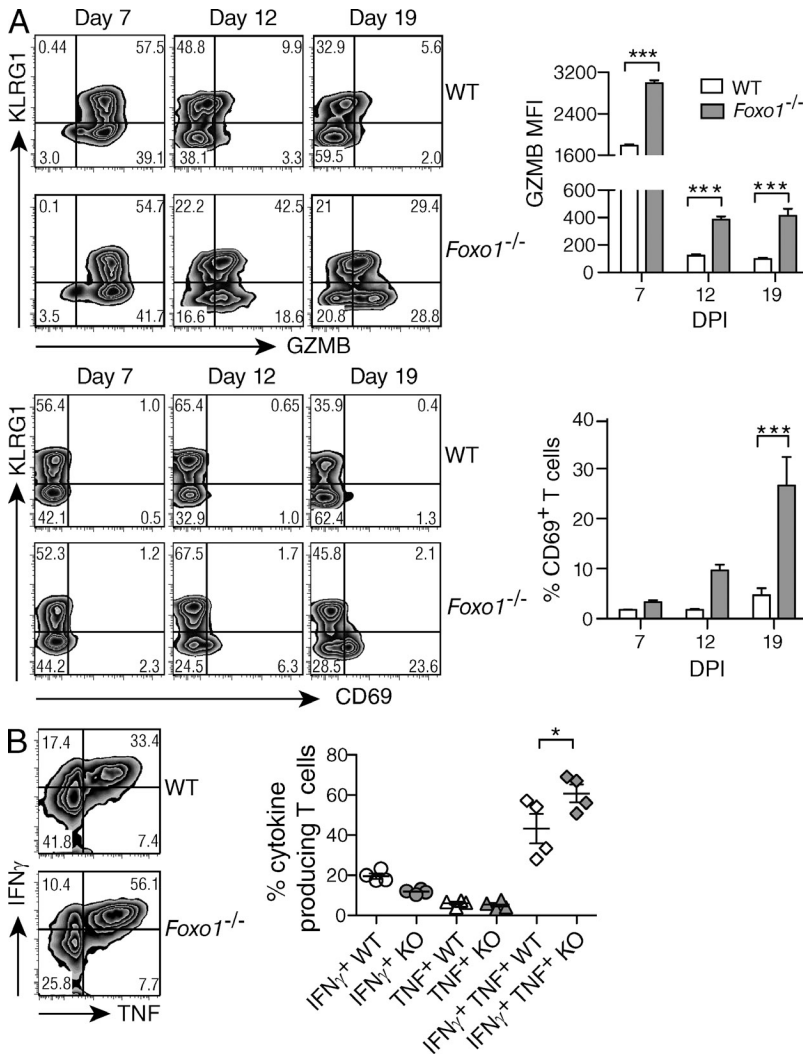 A
Day 7 Day 12 Day 19
KLRG1
0.44 57.5 48.8 9.9 32.9 5.6
WT
3.0 39.1 38.1 3.3 59.5 2.0
0.1 54.7 22.2 42.5 21 29.4
Foxo1-/-
3.5 41.7 16.6 18.6 20.8 28.8
GZMB
GZMB MFI
3200
2400
1600
600
400
200
0
***
*** ***
WT
Foxo1-/-
7 12 19
DPI
Day 7 Day 12 Day 19
KLRG1
56.4 1.0 65.4 0.65 35.9 0.4
WT
42.1 0.5 32.9 1.0 62.4 1.3
52.3 1.2 67.5 1.7 45.8 2.1
Foxo1-/-
44.2 2.3 24.5 6.3 28.5 23.6
CD69
% CD69+ T cells
40
30
20
10
0
***
7 12 19
DPI
B
IFNγ
17.4 33.4
WT
41.8 7.4
10.4 56.1
Foxo1-/-
25.8 7.7
TNF
% cytokine
producing T cells
80
60
40
20
0
*
IFNγ+ WT
IFNγ+ KO
TNF+ WT
TNF+ KO
IFNγ+ TNF+ WT
IFNγ+ TNF+ KO